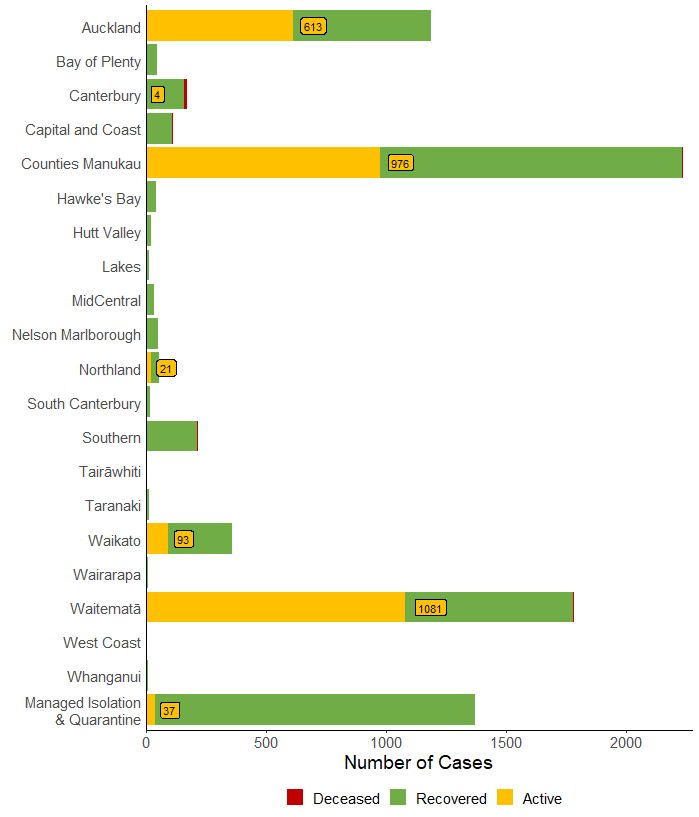 Auckland
613
Bay of Plenty
Canterbury
4
Capital and Coast
Counties Manukau
976
Hawke's Bay
Hutt Valley
Lakes
MidCentral
Nelson Marlborough
Northland
21
South Canterbury
Southern
Tairāwhiti
Taranaki
Waikato
93
Wairarapa
Waitematā
1081
West Coast
Whanganui
Managed Isolation
& Quarantine
37
0 500 1000 1500 2000
Number of Cases
Deceased Recovered Active